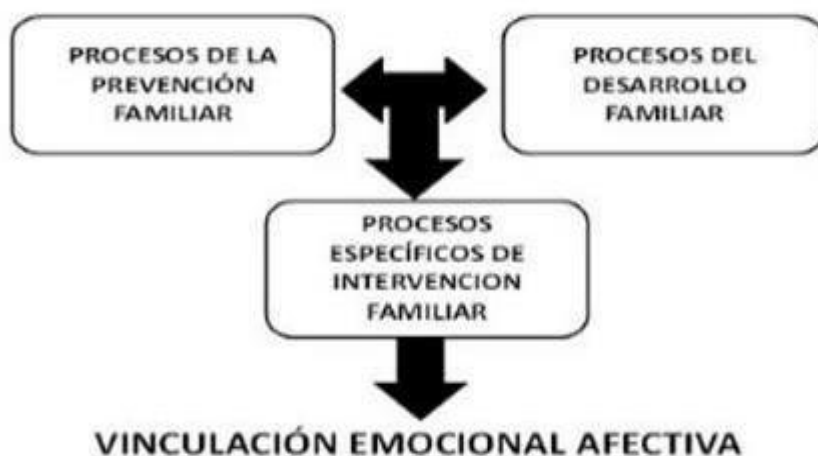 PROCESOS DE LA
PREVENCIÓN
FAMILIAR
PROCESOS DEL
DESARROLLO
FAMILIAR
PROCESOS
ESPECÍFICOS DE
INTERVENCION
FAMILIAR
VINCULACIÓN EMOCIONAL AFECTIVA